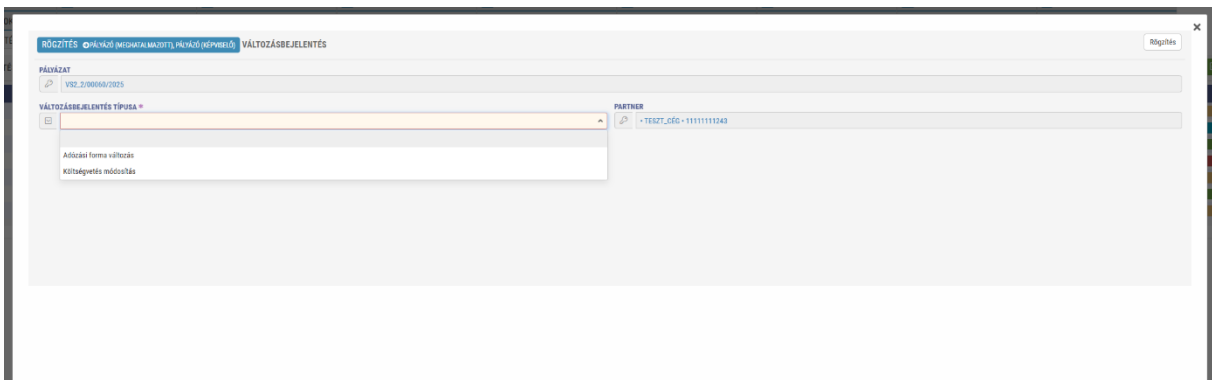 ×
RÖGZÍTÉS PÁLYÁZÓ (MEGHATALMAZOTT), PÁLYÁZÓ (KÉPVISELŐ) VÁLTOZÁSBEJELENTÉS
Rögzítés
PÁLYÁZAT
VS2_2/00060/2025
VÁLTOZÁSBEJELENTÉS TÍPUSA *
PARTNER
• TESZT_CÉG • 11111111243
Adózási forma változás
Költségvetés módosítás